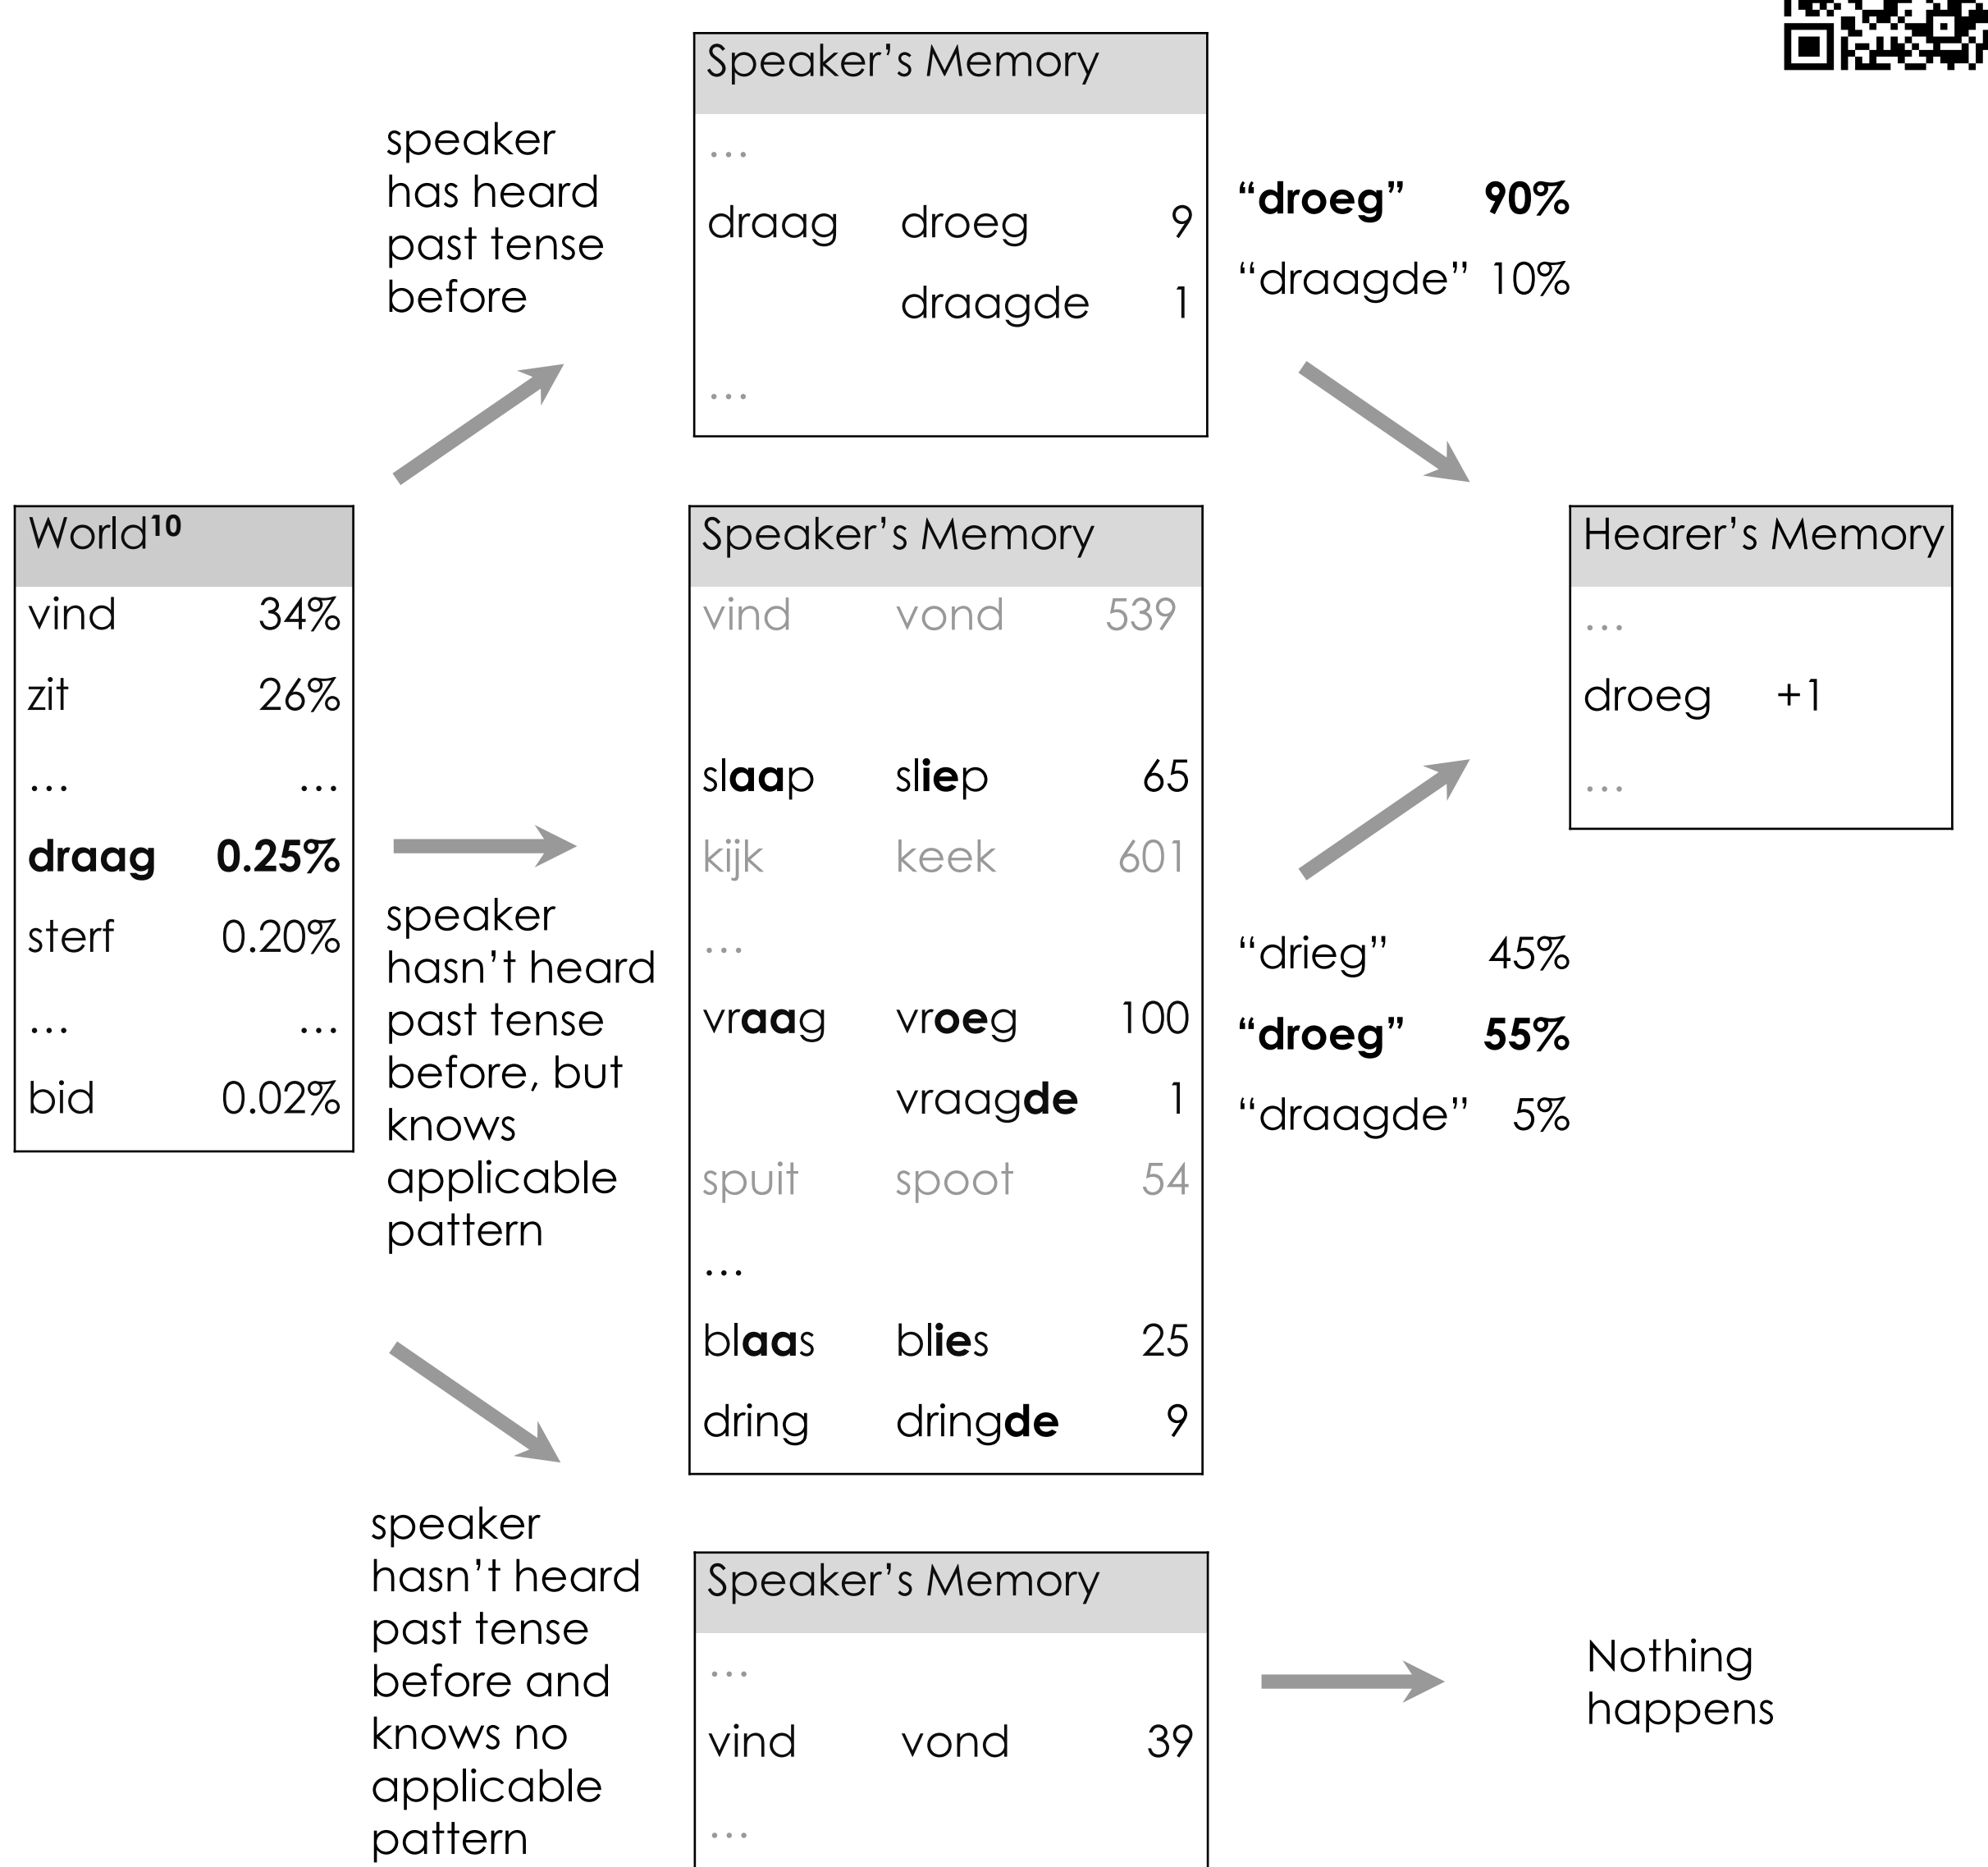 Speaker's Memory
...
draag droeg 9
draagde 1
...
speaker
has heard
past tense
before
“droeg” 90%
“draagde” 10%
World10
vind 34%
zit 26%
... ...
draag 0.25%
sterf 0.20%
... ...
bid 0.02%
speaker
hasn't heard
past tense
before, but
knows
applicable
pattern
Speaker's Memory
vind vond 539
slaap sliep 65
kijk keek 601
...
vraag vroeg 100
vraagde 1
spuit spoot 54
...
blaas blies 25
dring dringde 9
“drieg” 45%
“droeg” 55%
“draagde” 5%
Hearer's Memory
...
droeg +1
...
speaker
hasn't heard
past tense
before and
knows no
applicable
pattern
Speaker's Memory
...
vind vond 39
...
Nothing
happens